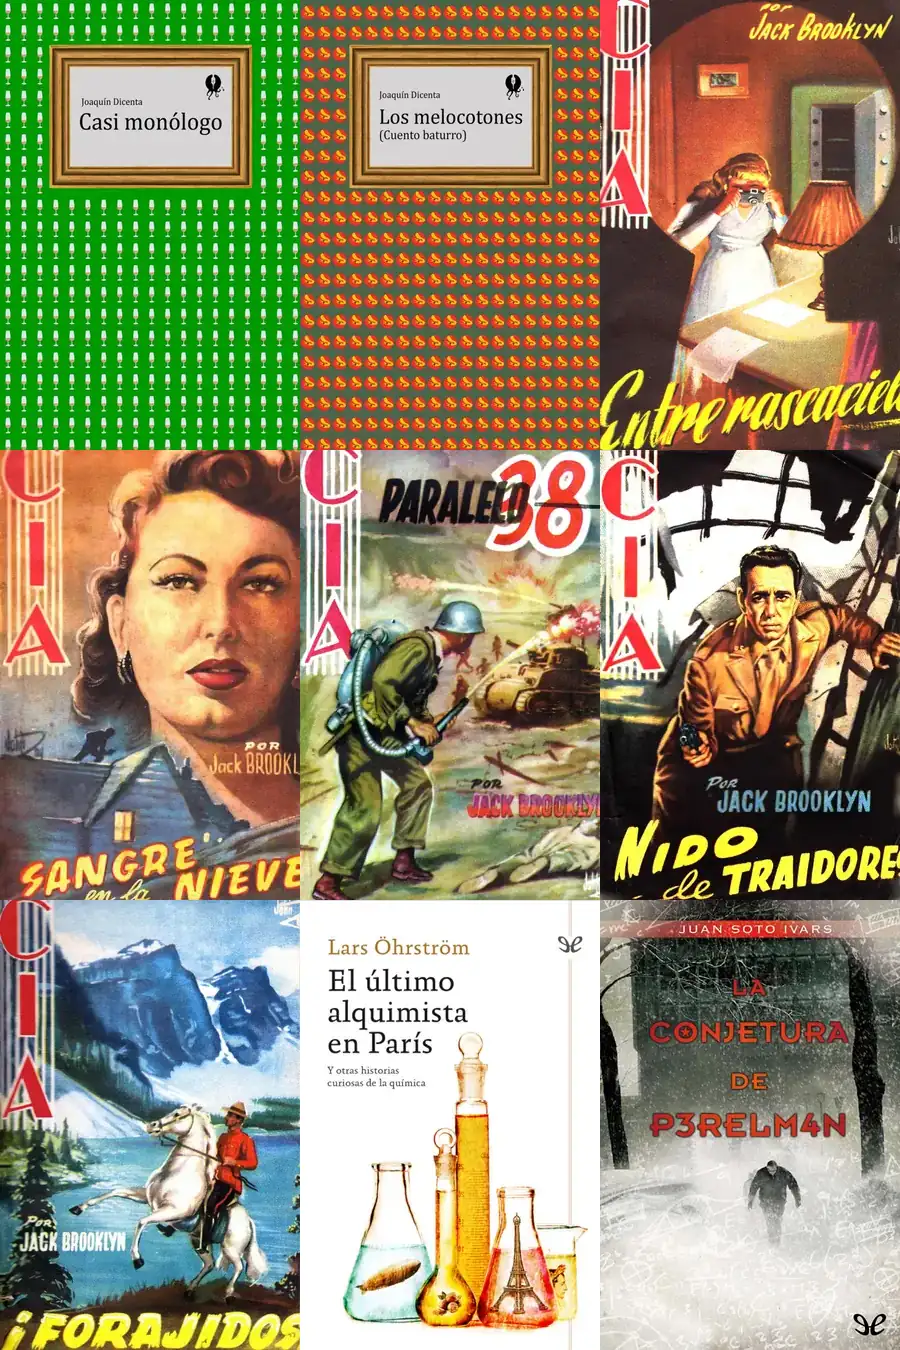 Joaquín Dicenta
Casi monólogo
Joaquín Dicenta
Los melocotones
(Cuento baturro)
CIA
POR
JACK BROOKLYN
Entre rascaciel
CIA
POR
Jack BROOKL
SANGRE
en la NIEVE
CIA
PARALELO 38
POR
JACK BROOKLYN
CIA
POR
JACK BROOKLYN
NIDO
de TRAIDORES
CIA
POR
JACK BROOKLYN
¡FORAJIDOS
Lars Öhrström
El último
alquimista
en París
Y otras historias
curiosas de la química
JUAN SOTO IVARS
LA
CONJETURA
DE
P3RELM4N